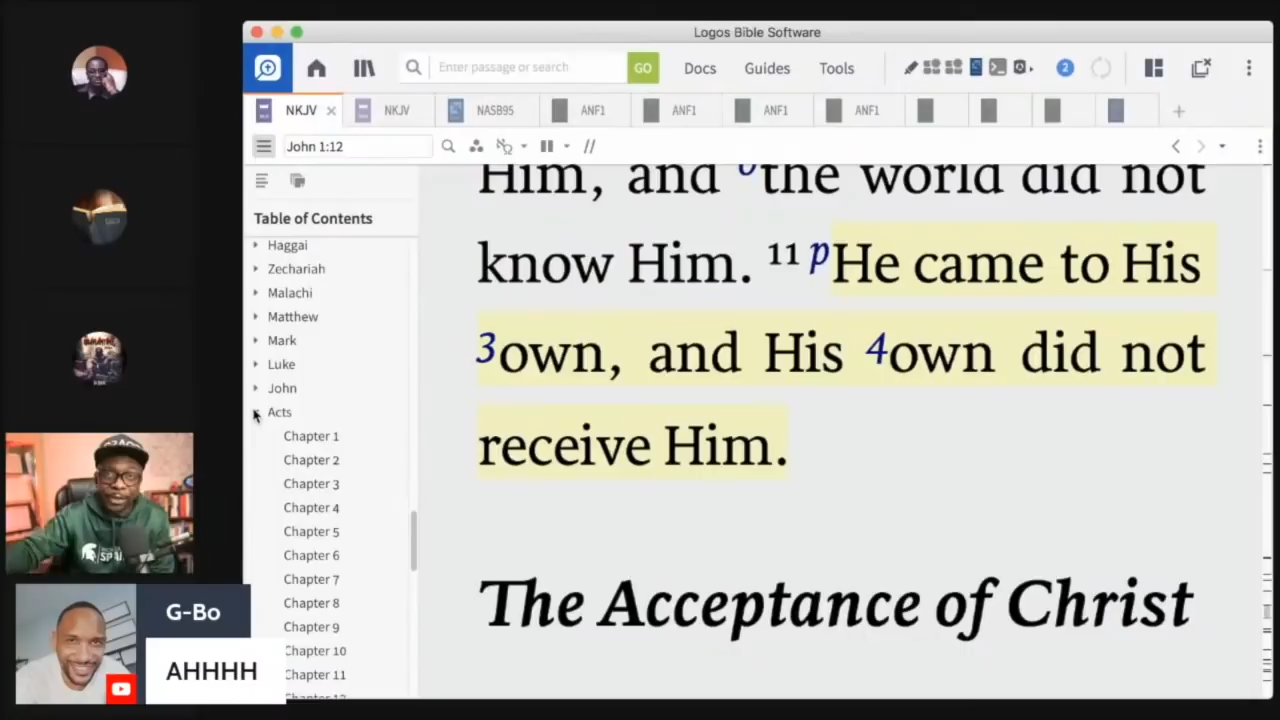 Logos Bible Software
Enter passage or search
GO
Docs
Guides
Tools
2
NKJV
NKJV
NASB95
ANF1
ANF1
ANF1
ANF1
John 1:12
Table of Contents
Haggai
Zechariah
Malachi
Matthew
Mark
Luke
John
Acts
Chapter 1
Chapter 2
Chapter 3
Chapter 4
Chapter 5
Chapter 6
Chapter 7
Chapter 8
Chapter 9
Chapter 10
Chapter 11
Chapter 12
Him, and othe world did not
know Him. 11 pHe came to His
3own, and His 4own did not
receive Him.
The Acceptance of Christ
G-Bo
AHHHH